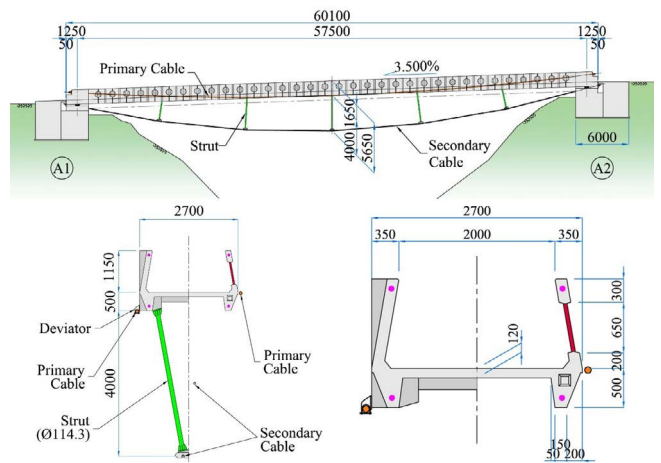 60100
1250
57500
1250
50
50
Primary Cable
3.500%
1650
4000
5650
Strut
Secondary
Cable
6000
A1
A2
2700
1150
500
4000
Deviator
Primary
Cable
Strut
(Ø114.3)
Primary
Cable
Secondary
Cable
2700
350
2000
350
120
300
650
200
500
150
50
200